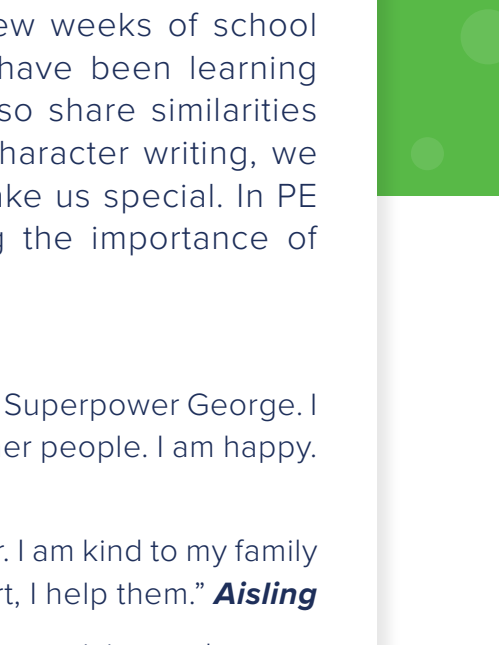 weeks of school
have been learning
so share similarities
haracter writing, we
ke us special. In PE
the importance of
Superpower George. I
er people. I am happy.
r. I am kind to my family
rt, I help them.” Aisling